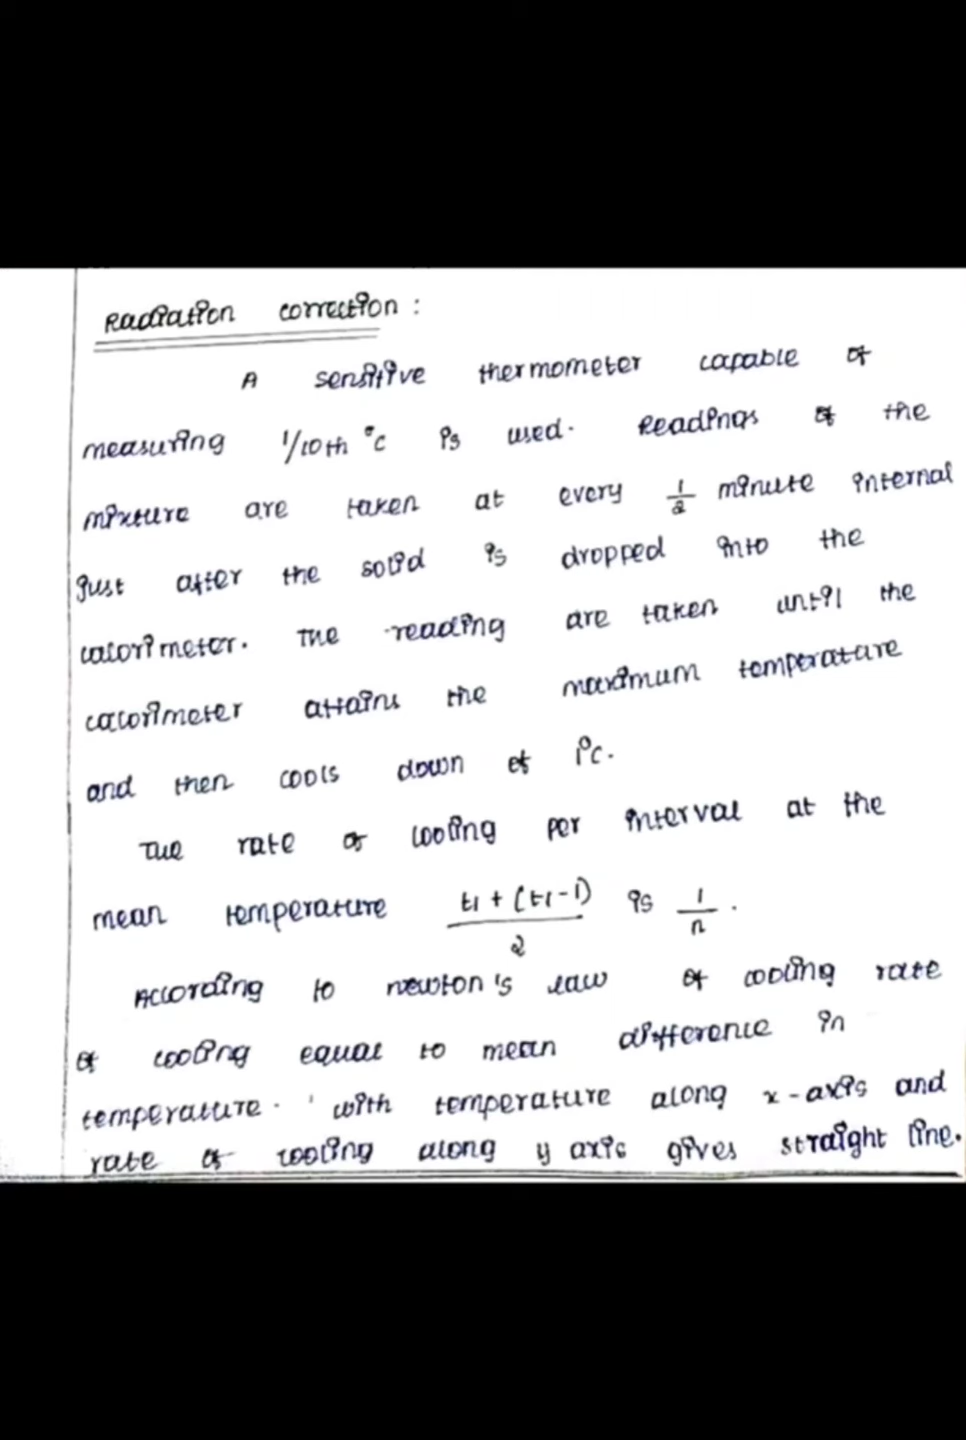 Radiation correction :
A sensitive thermometer capable of
measuring 1/10th °C is used. Readings of the
mixture are taken at every 1/2 minute internal
just after the solid is dropped into the
calorimeter. The reading are taken until the
calorimeter attains the maximum temperature
and then cools down of 1°C.
The rate of cooling per interval at the
mean temperature t1 + (t1 - 1) / 2 is 1/n.
According to newton's law of cooling rate
of cooling equal to mean difference in
temperature. with temperature along x-axis and
rate of cooling along y axis gives straight line.